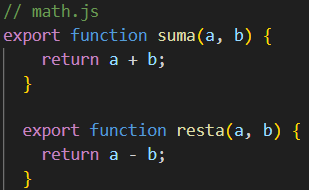 // math.js
export function suma(a, b) {
    return a + b;
  }

  export function resta(a, b) {
    return a - b;
  }